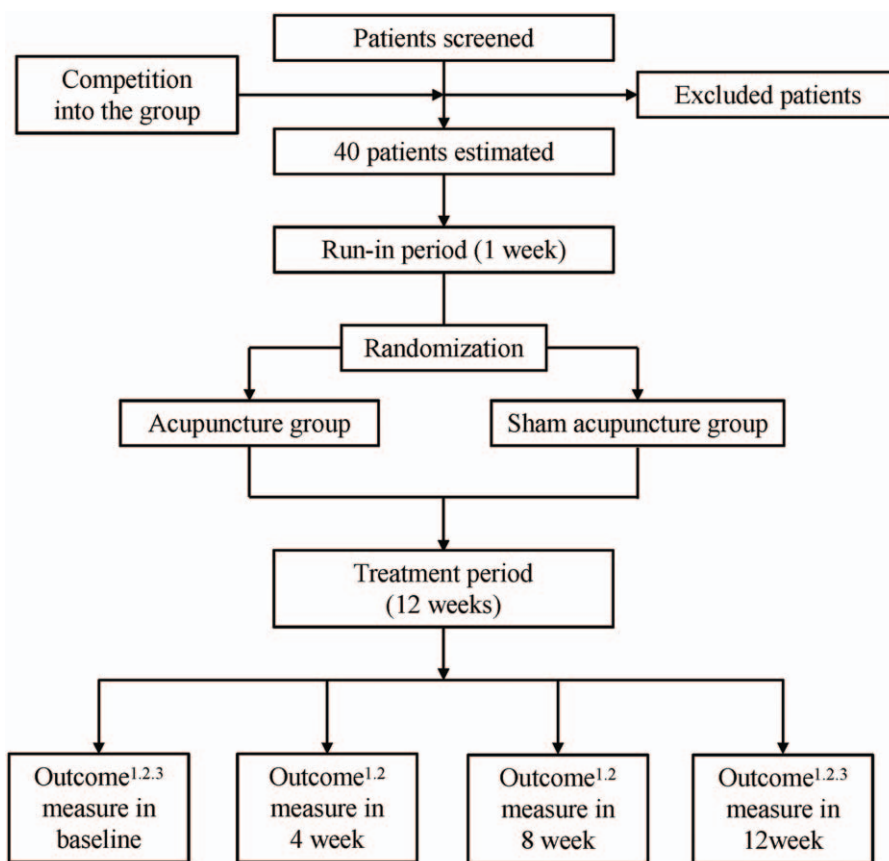 Patients screened
Competition
into the group
Excluded patients
40 patients estimated
Run-in period (1 week)
Randomization
Acupuncture group
Sham acupuncture group
Treatment period
(12 weeks)
Outcome1.2.3
measure in
baseline
Outcome1.2
measure in
4 week
Outcome1.2
measure in
8 week
Outcome1.2.3
measure in
12week